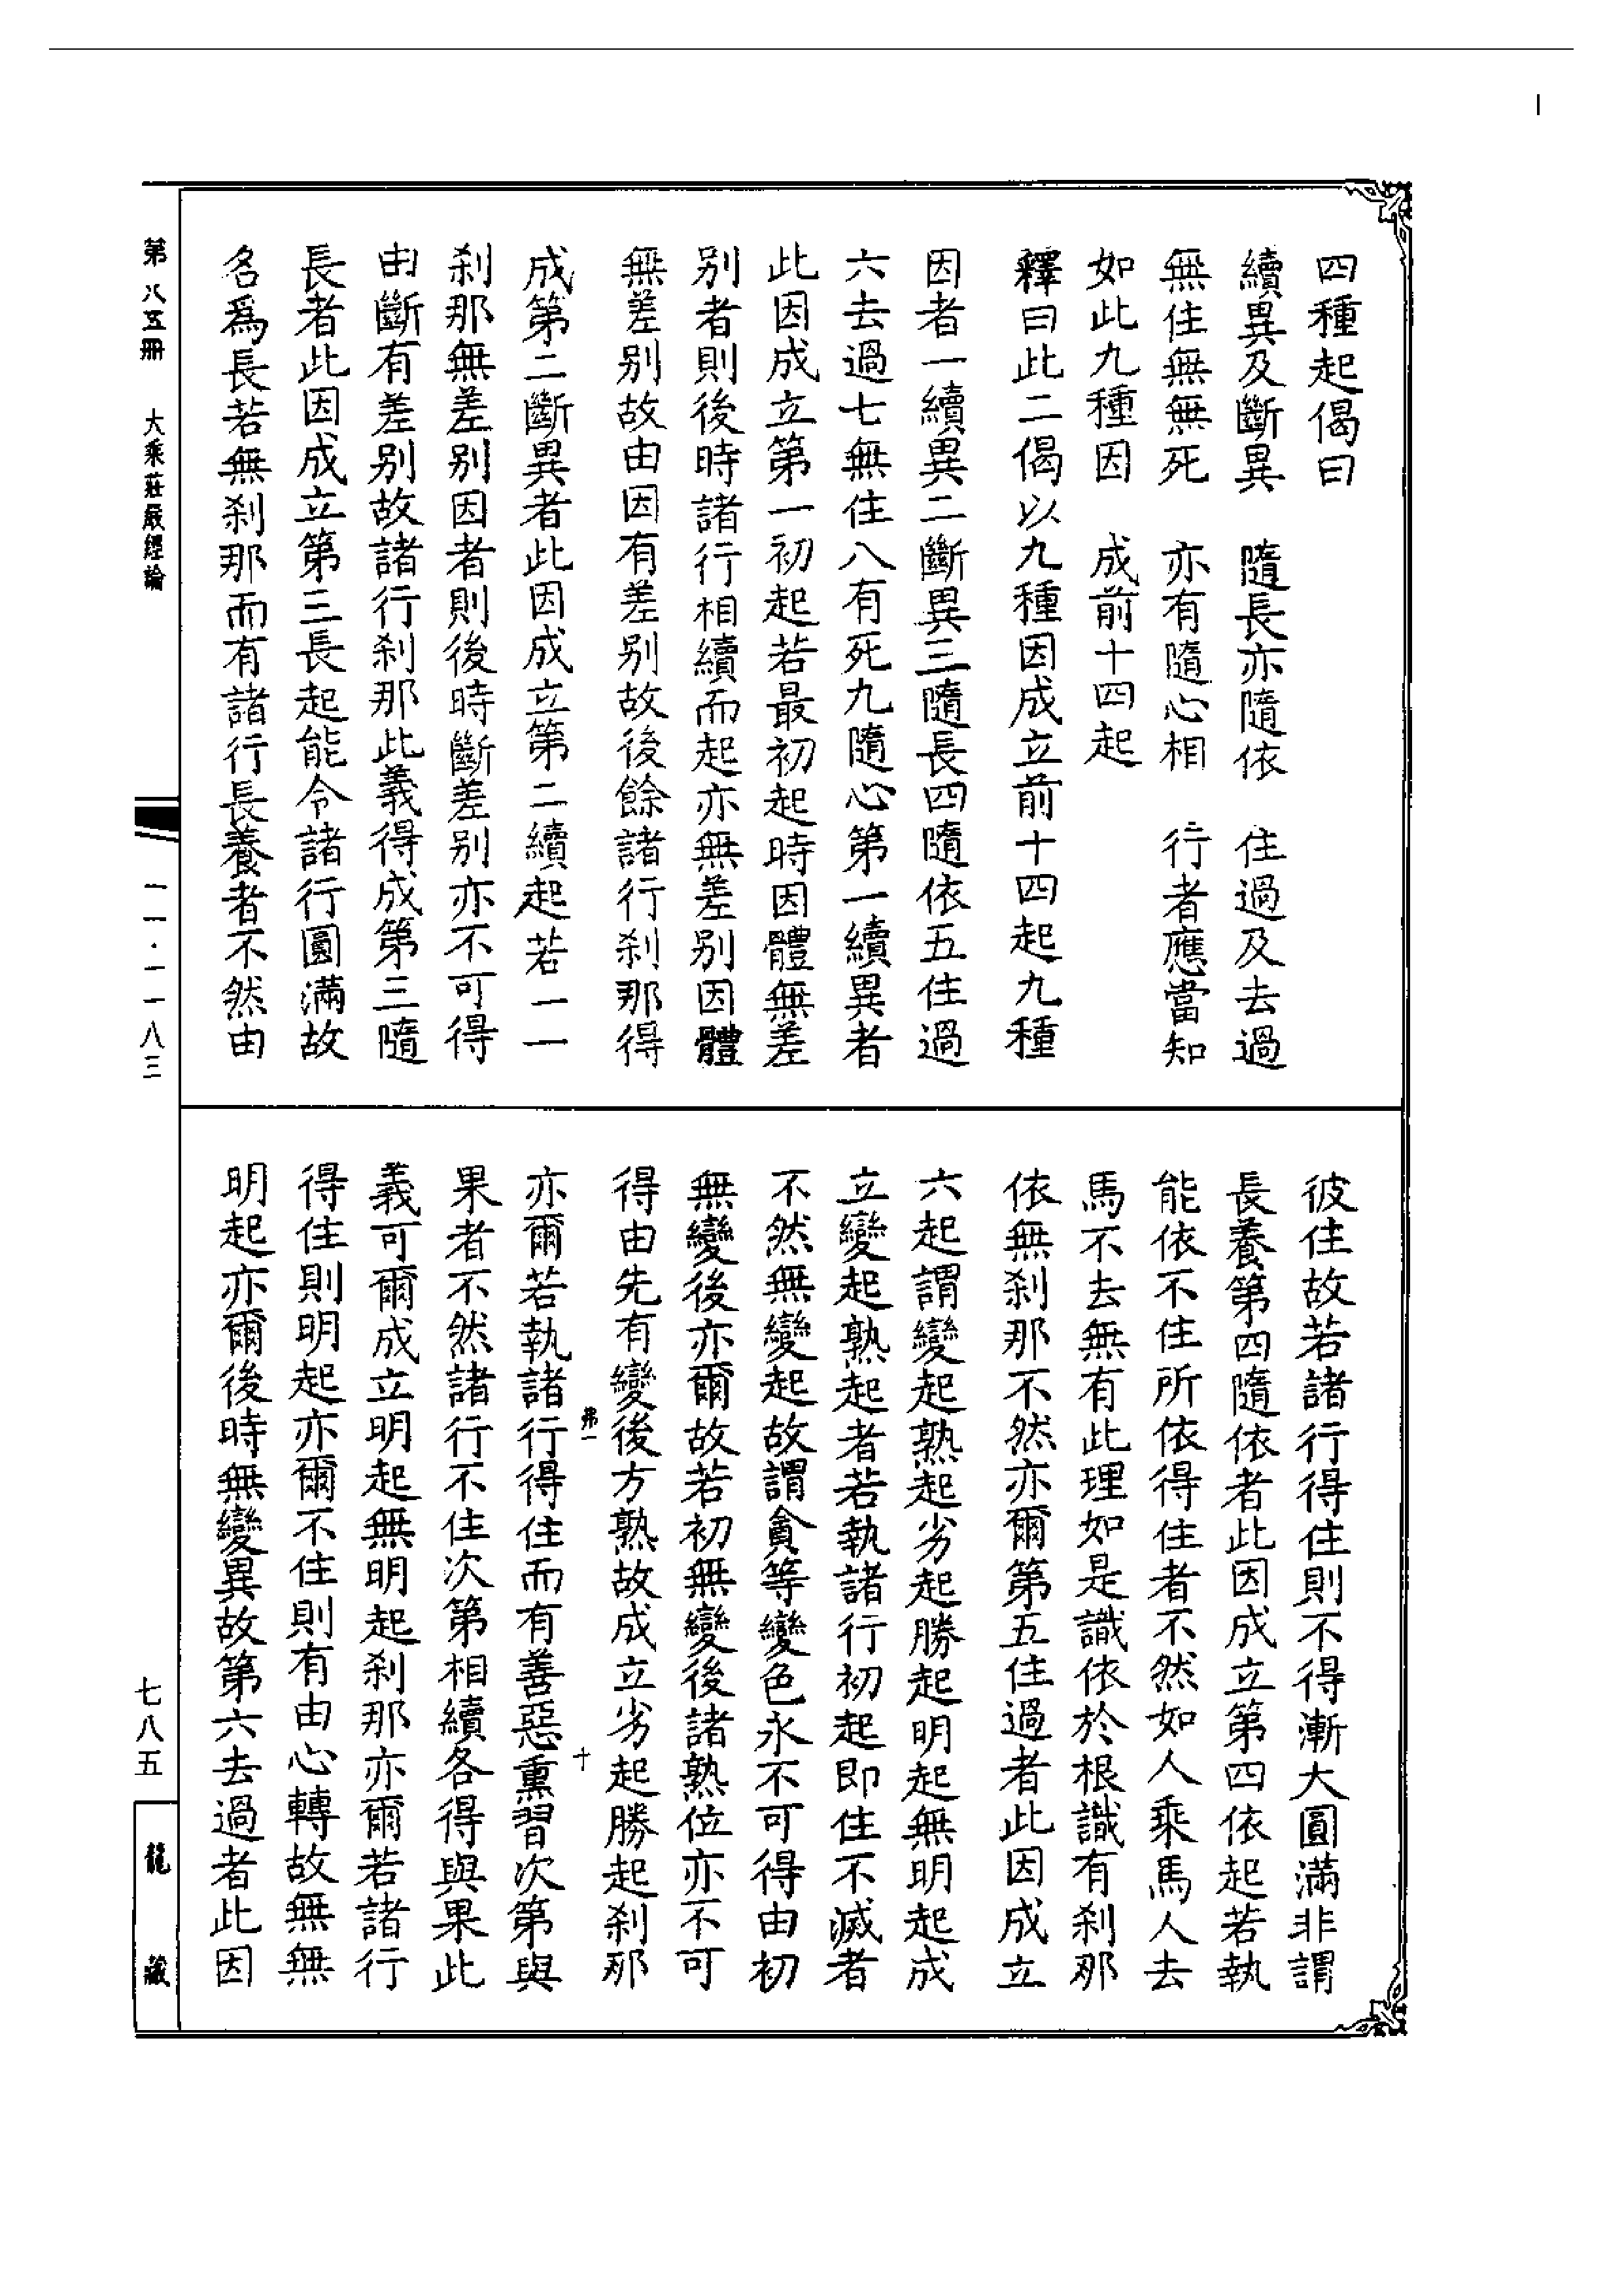 四種起偈曰
續異及斷異　隨長亦隨依　住過及去過
無住無無死　亦有隨心相　行者應當知
如此九種因　成前十四起
釋曰此二偈以九種因成立前十四起九種
因者一續異二斷異三隨長四隨依五住過
六去過七無住八有死九隨心第一續異者
此因成立第一初起若最初起時因體無差
別者則後時諸行相續而起亦無差別因體
無差別故由因有差別故後餘諸行刹那得
成第二斷異者此因成立第二續起若一一
刹那無差別因者則後時斷差別亦不可得
由斷有差別故諸行刹那此義得成第三隨
長者此因成立第三長起能令諸行圓滿故
名爲長若無刹那而有諸行長養者不然由
彼住故若諸行得住則不得漸大圓滿非謂
長養第四隨依者此因成立第四依起若執
能依不住所依得住者不然如人乘馬人去
馬不去無有此理如是識依於根識有刹那
依無刹那不然亦爾第五住過者此因成立
六起謂變起熟起劣起勝起明起無明起成
立變起熟起者若執諸行初起即住不滅者
不然無變起故謂貪等變色永不可得由初
無變後亦爾故若初無變後諸熟位亦不可
得由先有變後方熟故成立劣起勝起刹那
弗一
十
亦爾若執諸行得住而有善惡熏習次第與
果者不然諸行不住次第相續各得與果此
義可爾成立明起無明起刹那亦爾若諸行
得住則明起亦爾不住則有由心轉故無無
明起亦爾後時無變異故第六去過者此因
第八五冊　大乘莊嚴經論
一一·一一八三
七八五
龍藏